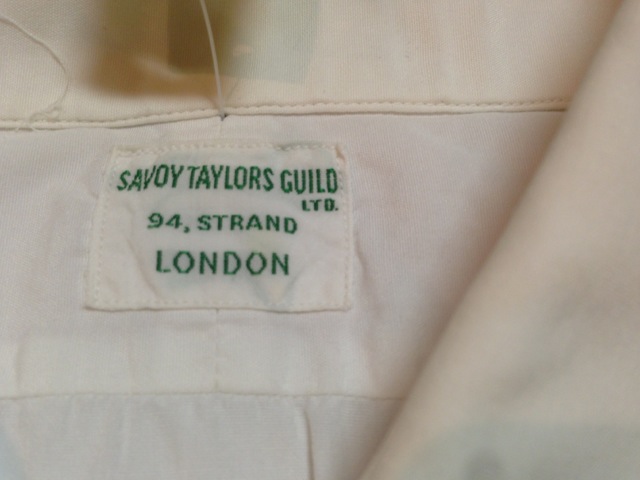 SAVOY TAYLORS GUILD
LTD.
94, STRAND
LONDON